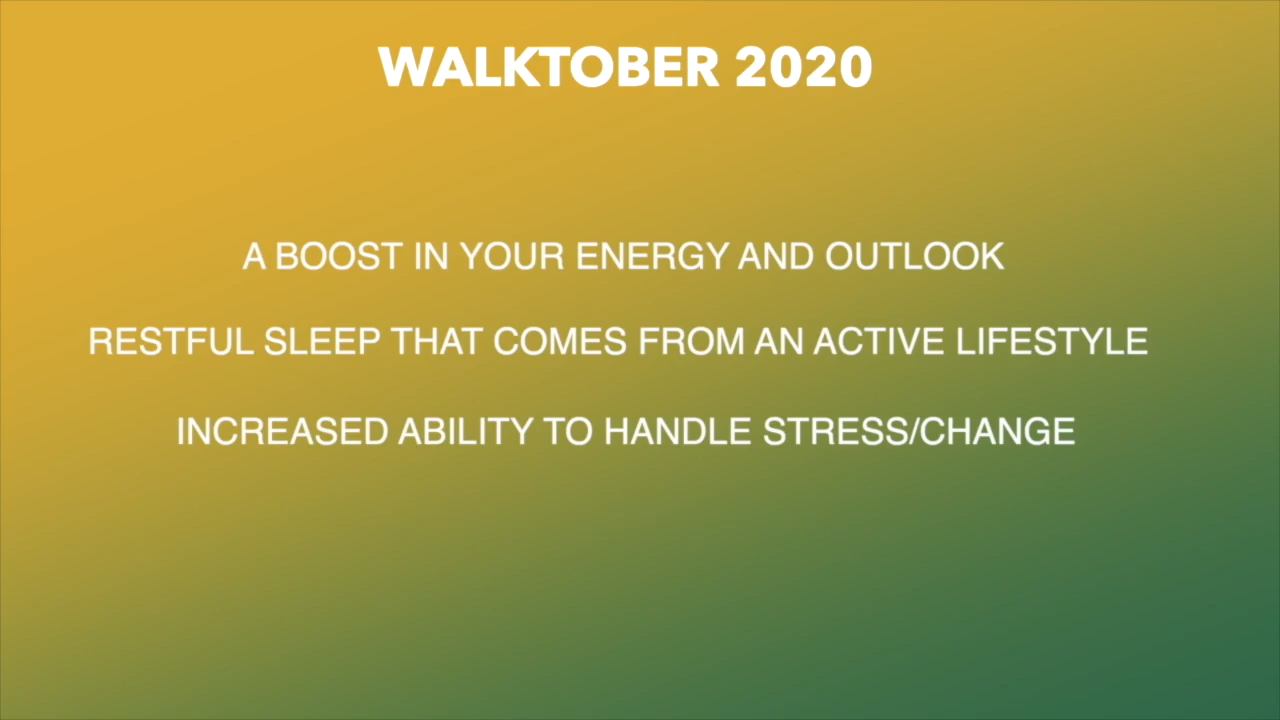 WALKTOBER 2020
A BOOST IN YOUR ENERGY AND OUTLOOK
RESTFUL SLEEP THAT COMES FROM AN ACTIVE LIFESTYLE
INCREASED ABILITY TO HANDLE STRESS/CHANGE